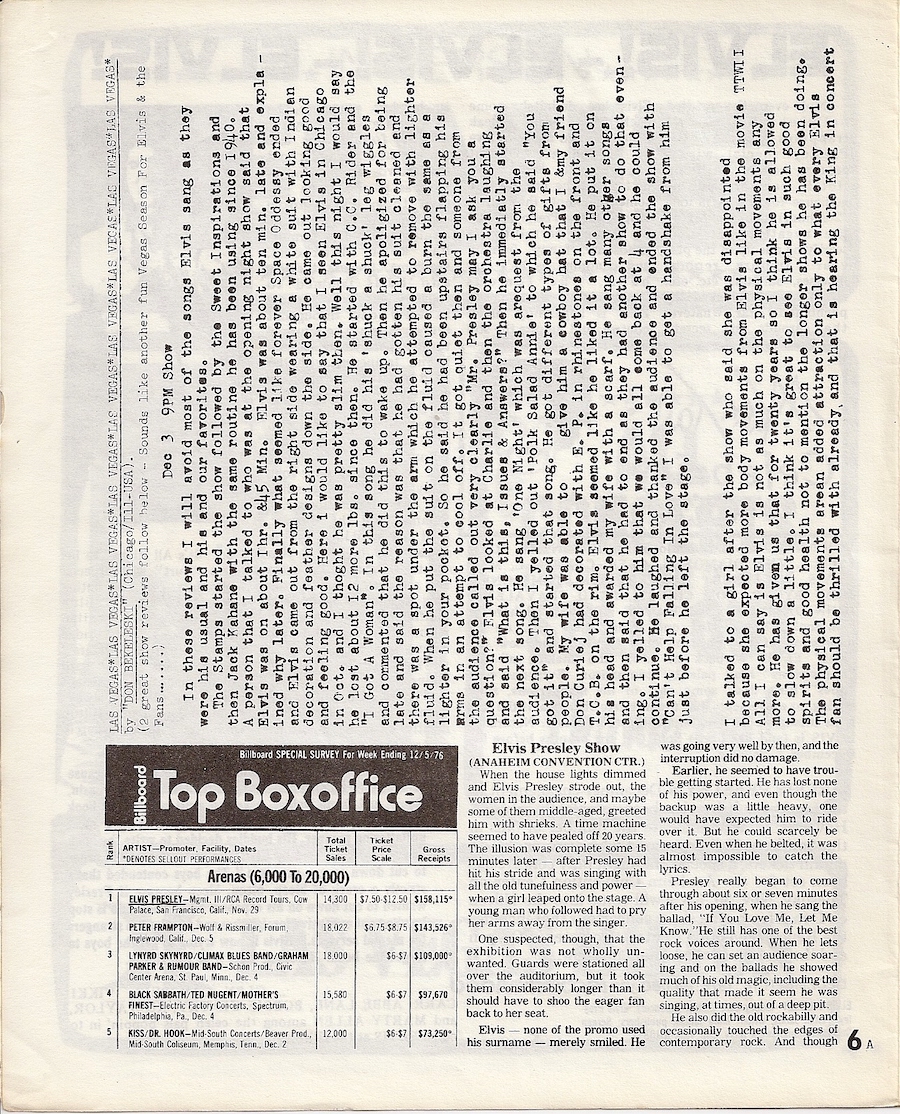 LAS VEGAS*LAS VEGAS*LAS VEGAS*LAS VEGAS*LAS VEGAS*LAS VEGAS*LAS VEGAS*LAS VEGAS*LAS VEGAS*
by "DON BEKELESKI" (Chicago/Ill-USA).
(2 great show reviews follow below - Sounds like another fun Vegas Season For Elvis & the
Fans......)
Dec 3 9PM Show
In these reviews I will avoid most of the songs Elvis sang as they
were his usual and his and our favorites.
The Stamps started the show followed by the Sweet Inspirations and
then Jack Kahane with the same routine he has been using since 1940.
A person that I talked to who was at the opening night show said that
Elvis was on about Ihr. &45 Min. Elvis was about ten min. late and expla-
ined why later. Finally what seemed like forever Space Oddessy ended
and Elvis came out from the right side wearing a white suit with Indian
decoration and feather designs down the side. He came out looking good
and feeling good. Here I would like to say that I seen Elvis in Chicago
in Oct. and I thoght he was pretty slim then. Well this night I would say
he lost about I2 more lbs. since then. He started with C.C. Rider and the
"I Got A Woman". In this song he did his 'stuck a stuck' leg wiggles
and commented that he did this to wake up. Then he apoligized for being
late and said the reason was that he had gotten his suit cleaned and
there was a spot under the arm which he attempted to remove with lighter
fluid. When he put the suit on the fluid caused a burn the same as a
lighter in your pocket. So he said he had been upstairs flapping his
arms in an attempt to cool off. It got quiet then and someone from
the audience called out very clearly "Mr. Presley may I ask you a
question?" Elvis looked at Charlie and then the orchestra laughing
and said "What is this, Issues & Answers?" Then he immediatly started
the next song. He sang 'One Night' which was arequest from the
audience. Then I yelled out 'Polk Salad Annie' to which he said "You
got it" and started that song. He got different types of gifts from
people. My wife was able to give him a cowboy hat that I &my friend
Don Curiej had decorated with E. P. in rhinestones on the front and
T.C.B. on the rim. Elvis seemed like he liked it a lot. He put it on
his head and awarded my wife with a scarf. He sang many other songs
and then said that he had to end as they had another show to do that even-
ing. I yelled to him that we would all come back at 4 and he could
continue. He laughed and thanked the audience and ended the show with
"Can't Help Falling In Love" I was able to get a handshake from him
just before he left the stage.
I talked to a girl after the show who said she was disappointed
because she expected more body movements from Elvis like in the movie TTWII
All I can say is Elvis is not as much on the physical movements any
more. He has given us that for twenty years so I think he is allowed
to slow down a little. I think it's great to see Elvis in such good
spirits and good health not to mention the longer shows he has been doing.
The physical movements arean added attraction only to what every Elvis
fan should be thrilled with already, and that is hearing the King in concert
Billboard SPECIAL SURVEY For Week Ending 12/5/76
Billboard Top Boxoffice
Rank
ARTIST—Promoter, Facility, Dates
*DENOTES SELLOUT PERFORMANCES
Total Ticket Sales
Ticket Price Scale
Gross Receipts
Arenas (6,000 To 20,000)
1 ELVIS PRESLEY—Mgmt. III/RCA Record Tours, Cow 14,300 $7.50-$12.50 $158,115*
Palace, San Francisco, Calif., Nov. 29
2 PETER FRAMPTON—Wolf & Rissmiller, Forum, 18,022 $6.75-$8.75 $143,526*
Inglewood, Calif., Dec. 5
3 LYNYRD SKYNYRD/CLIMAX BLUES BAND/GRAHAM 18,000 $6-$7 $109,000*
PARKER & RUMOUR BAND—Schon Prod., Civic
Center Arena, St. Paul, Minn., Dec. 4
4 BLACK SABBATH/TED NUGENT/MOTHER'S 15,580 $6-$7 $97,670
FINEST—Electric Factory Concerts, Spectrum,
Philadelphia, Pa., Dec. 4
5 KISS/DR. HOOK—Mid-South Concerts/Beaver Prod., 12,000 $6-$7 $73,250*
Mid-South Coliseum, Memphis, Tenn., Dec. 2
Elvis Presley Show
(ANAHEIM CONVENTION CTR.)
When the house lights dimmed
and Elvis Presley strode out, the
women in the audience, and maybe
some of them middle-aged, greeted
him with shrieks. A time machine
seemed to have pealed off 20 years.
The illusion was complete some 15
minutes later — after Presley had
hit his stride and was singing with
all the old tunefulness and power —
when a girl leaped onto the stage. A
young man who followed had to pry
her arms away from the singer.
One suspected, though, that the
exhibition was not wholly un-
wanted. Guards were stationed all
over the auditorium, but it took
them considerably longer than it
should have to shoo the eager fan
back to her seat.
Elvis — none of the promo used
his surname — merely smiled. He
was going very well by then, and the
interruption did no damage.
Earlier, he seemed to have trou-
ble getting started. He has lost none
of his power, and even though the
backup was a little heavy, one
would have expected him to ride
over it. But he could scarcely be
heard. Even when he belted, it was
almost impossible to catch the
lyrics.
Presley really began to come
through about six or seven minutes
after his opening, when he sang the
ballad, "If You Love Me, Let Me
Know."He still has one of the best
rock voices around. When he lets
loose, he can set an audience soar-
ing and on the ballads he showed
much of his old magic, including the
quality that made it seem he was
singing, at times, out of a deep pit.
He also did the old rockabilly and
occasionally touched the edges of
contemporary rock. And though
6 A